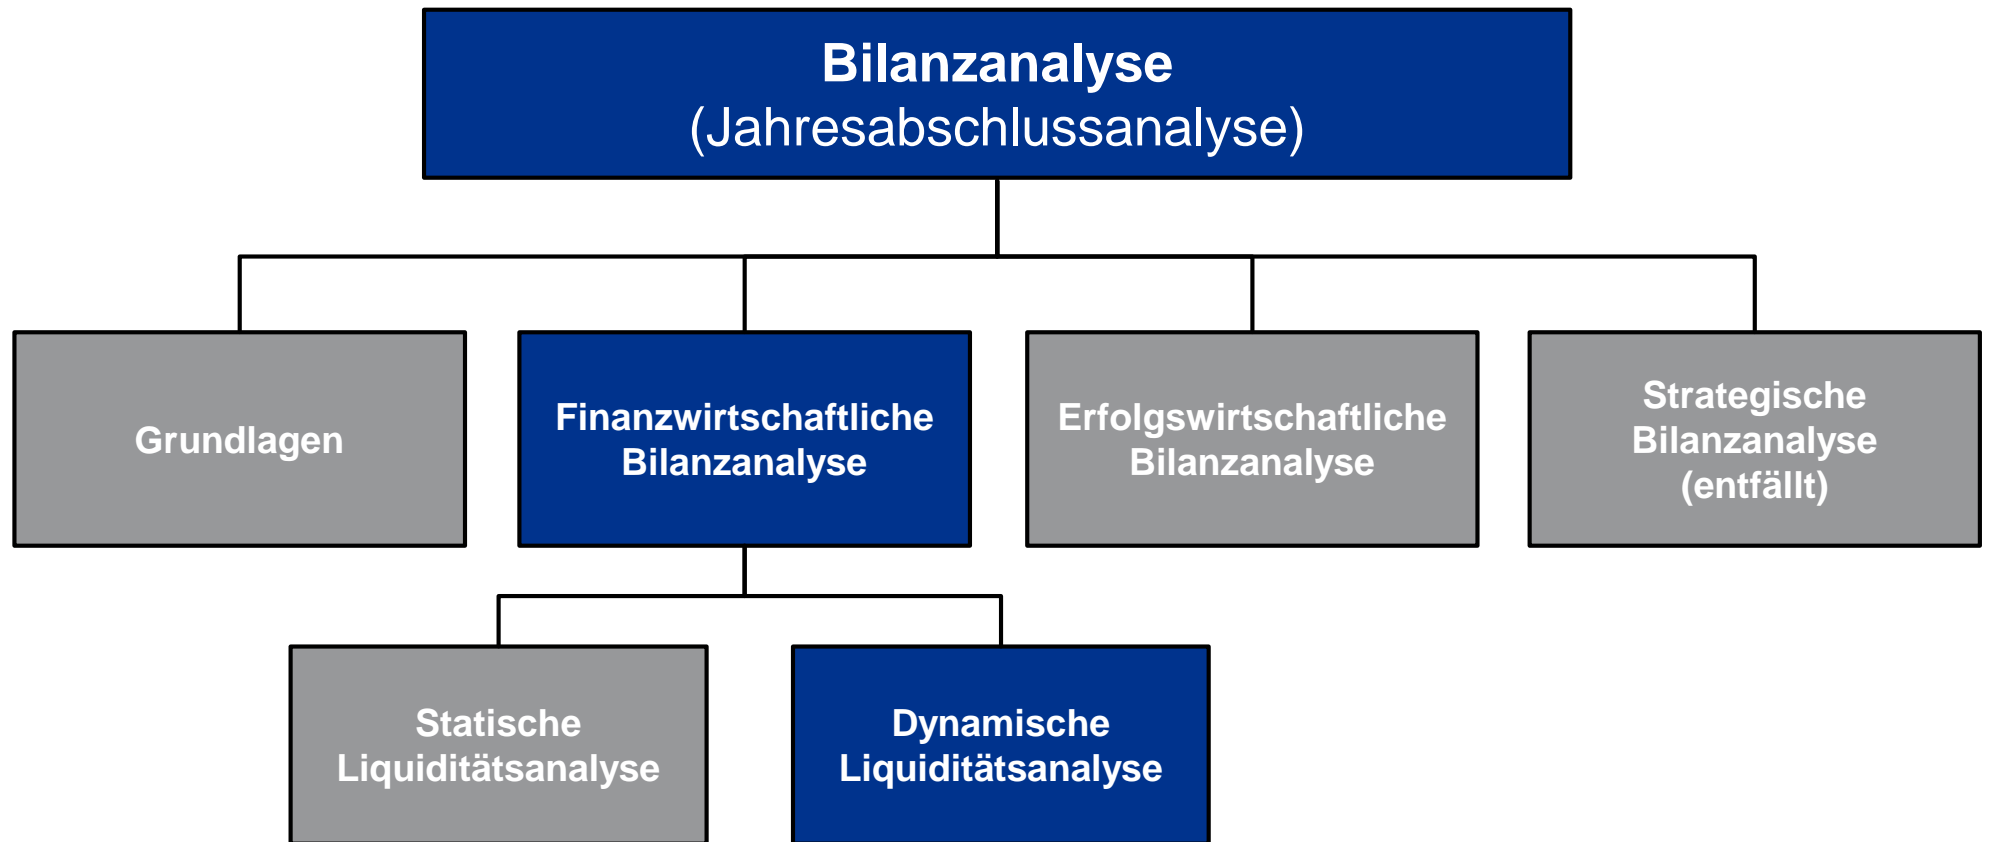 Bilanzanalyse
(Jahresabschlussanalyse)
Grundlagen
Finanzwirtschaftliche
Bilanzanalyse
Erfolgswirtschaftliche
Bilanzanalyse
Strategische
Bilanzanalyse
(entfällt)
Statische
Liquiditätsanalyse
Dynamische
Liquiditätsanalyse